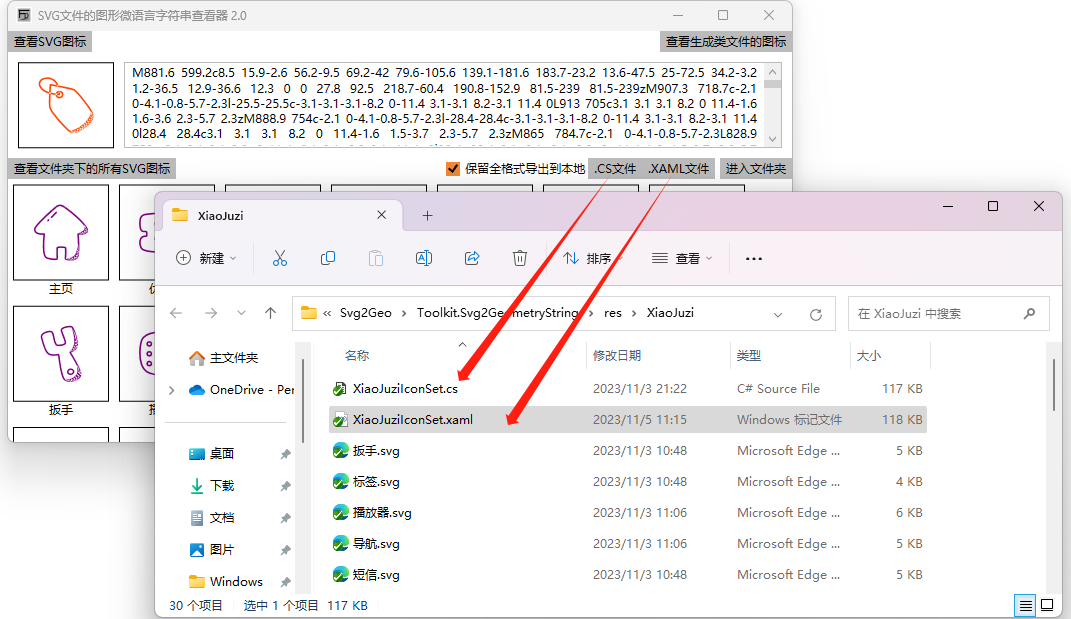 SVG文件的图形微语言字符串查看器 2.0
查看SVG图标
查看生成类文件的图标
M881.6 599.2c8.5 15.9-2.6 56.2-9.5 69.2-42 79.6-105.6 139.1-181.6 183.7-23.2 13.6-47.5 25-72.5 34.2-3.2
1.2-36.5 12.9-36.6 12.3 0 0 27.8 92.5 218.7-60.4 190.8-152.9 81.5-239 81.5-239zM907.3 718.7c-2.1
0-4.1-0.8-5.7-2.3l-25.5-25.5c-3.1-3.1-3.1-8.2 0-11.4 3.1-3.1 8.2-3.1 11.4 0L913 705c3.1 3.1 3.1 8.2 0 11.4-1.6
1.6-3.6 2.3-5.7 2.3zM888.9 754c-2.1 0-4.1-0.8-5.7-2.3l-28.4-28.4c-3.1-3.1-3.1-8.2 0-11.4 3.1-3.1 8.2-3.1 11.4
0l28.4 28.4c3.1 3.1 3.1 8.2 0 11.4-1.6 1.5-3.7 2.3-5.7 2.3zM865 784.7c-2.1 0-4.1-0.8-5.7-2.3L828.9
查看文件夹下的所有SVG图标
保留全格式导出到本地
.CS文件
.XAML文件
进入文件夹
主页
扳手
XiaoJuzi
新建
排序
查看
« Svg2Geo › Toolkit.Svg2GeometryString › res › XiaoJuzi
在 XiaoJuzi 中搜索
主文件夹
OneDrive - Per
桌面
下载
文档
图片
Windows
名称 修改日期 类型 大小
XiaoJuziIconSet.cs 2023/11/3 21:22 C# Source File 117 KB
XiaoJuziIconSet.xaml 2023/11/5 11:15 Windows 标记文件 118 KB
扳手.svg 2023/11/3 10:48 Microsoft Edge ... 5 KB
标签.svg 2023/11/3 10:48 Microsoft Edge ... 4 KB
播放器.svg 2023/11/3 11:06 Microsoft Edge ... 6 KB
导航.svg 2023/11/3 11:06 Microsoft Edge ... 5 KB
短信.svg 2023/11/3 10:48 Microsoft Edge ... 5 KB
30 个项目 选中 1 个项目 117 KB